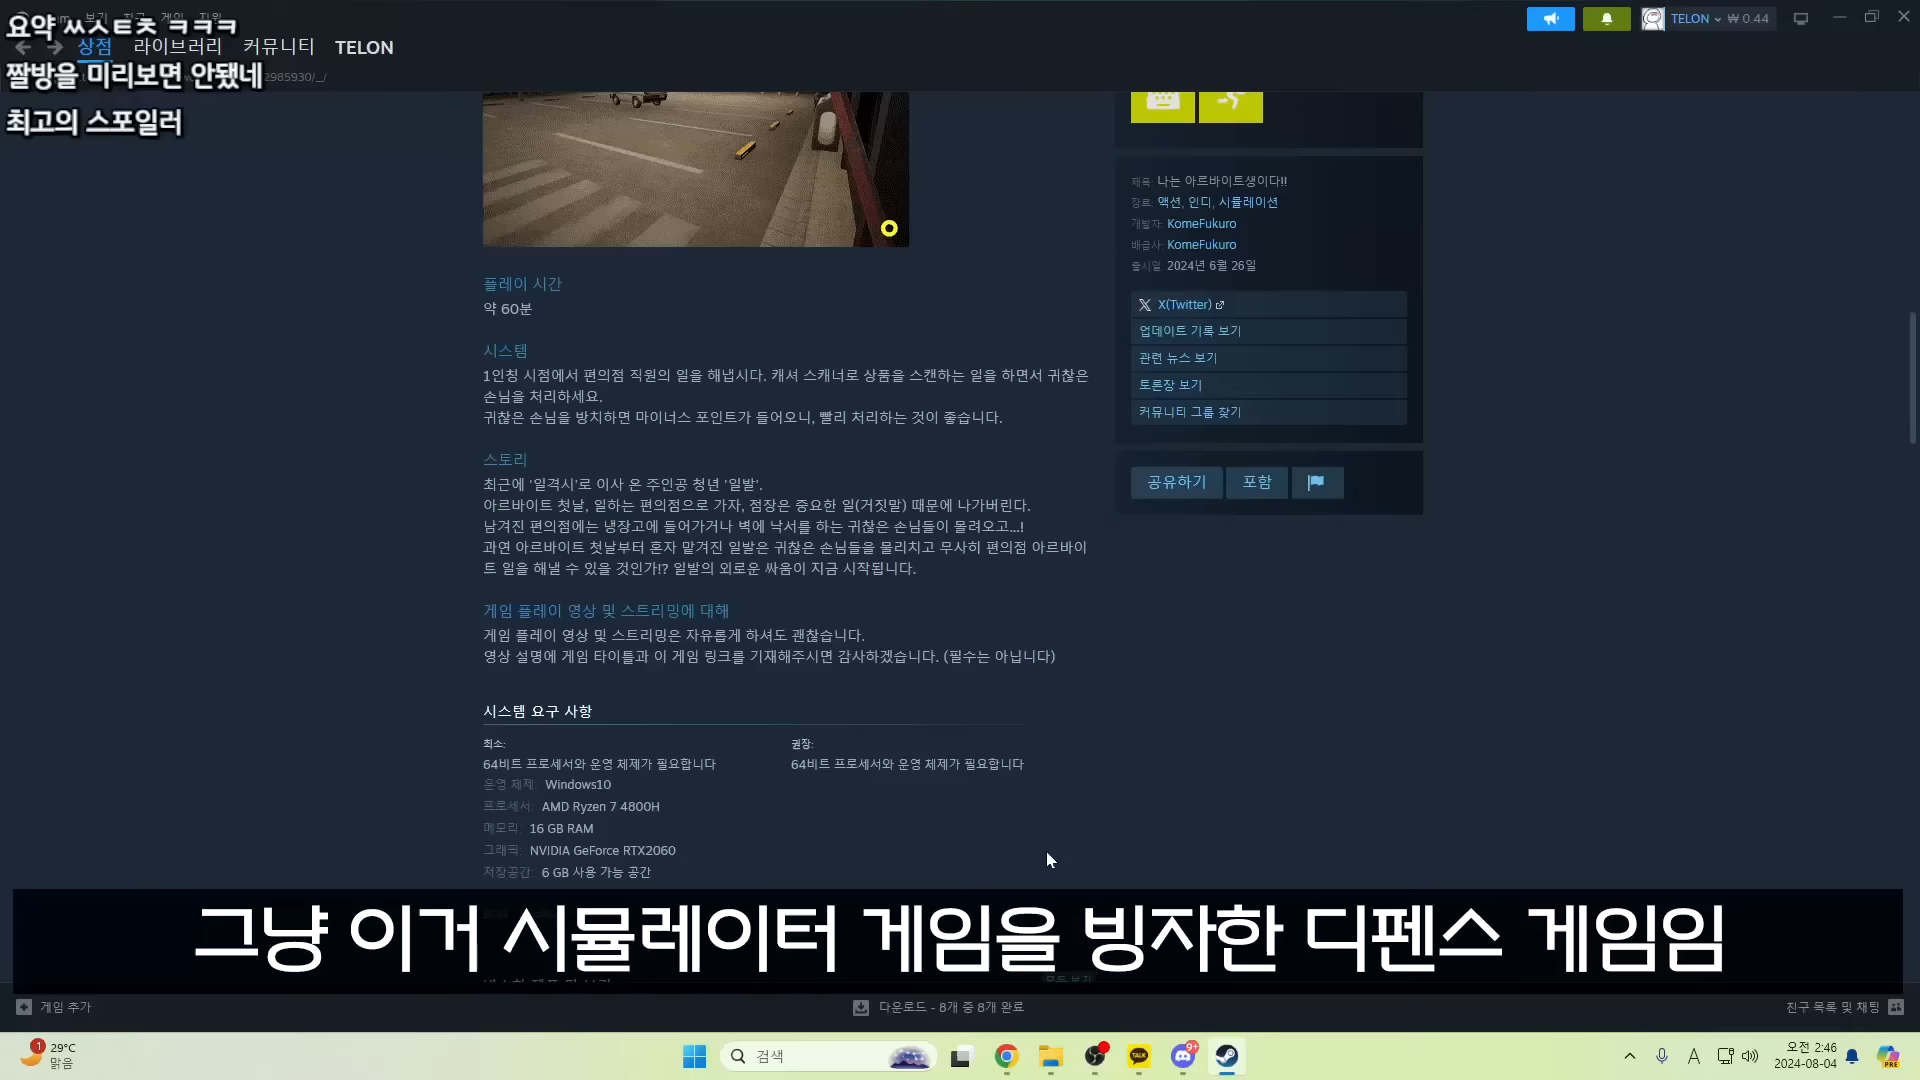 요약 ㅆㅅㅌㅊ ㅋㅋㅋ
짤방을 미리보면 안됐네
최고의 스포일러
보기
상점 라이브러리 커뮤니티 TELON
2985930/_/
TELON ₩ 0.44
플레이 시간
약 60분
시스템
1인칭 시점에서 편의점 직원의 일을 해냅시다. 캐셔 스캐너로 상품을 스캔하는 일을 하면서 귀찮은
손님을 처리하세요.
귀찮은 손님을 방치하면 마이너스 포인트가 들어오니, 빨리 처리하는 것이 좋습니다.
스토리
최근에 '일격시'로 이사 온 주인공 청년 '일발'.
아르바이트 첫날, 일하는 편의점으로 가자, 점장은 중요한 일(거짓말) 때문에 나가버린다.
남겨진 편의점에는 냉장고에 들어가거나 벽에 낙서를 하는 귀찮은 손님들이 몰려오고...!
과연 아르바이트 첫날부터 혼자 맡겨진 일발은 귀찮은 손님들을 물리치고 무사히 편의점 아르바이
트 일을 해낼 수 있을 것인가!? 일발의 외로운 싸움이 지금 시작됩니다.
게임 플레이 영상 및 스트리밍에 대해
게임 플레이 영상 및 스트리밍은 자유롭게 하셔도 괜찮습니다.
영상 설명에 게임 타이틀과 이 게임 링크를 기재해주시면 감사하겠습니다. (필수는 아닙니다)
시스템 요구 사항
최소:
64비트 프로세서와 운영 체제가 필요합니다
운영 체제: Windows10
프로세서: AMD Ryzen 7 4800H
메모리: 16 GB RAM
그래픽: NVIDIA GeForce RTX2060
저장공간: 6 GB 사용 가능 공간
권장:
64비트 프로세서와 운영 체제가 필요합니다
제목: 나는 아르바이트생이다!!
장르: 액션, 인디, 시뮬레이션
개발자: KomeFukuro
배급사: KomeFukuro
출시일: 2024년 6월 26일
X(Twitter)
업데이트 기록 보기
관련 뉴스 보기
토론장 보기
커뮤니티 그룹 찾기
공유하기 포함
그냥 이거 시뮬레이터 게임을 빙자한 디펜스 게임임
모두 보기
게임 추가
다운로드 - 8개 중 8개 완료
친구 목록 및 채팅
1 29°C
맑음
검색
TALK
9+
A
오전 2:46
2024-08-04
PRE